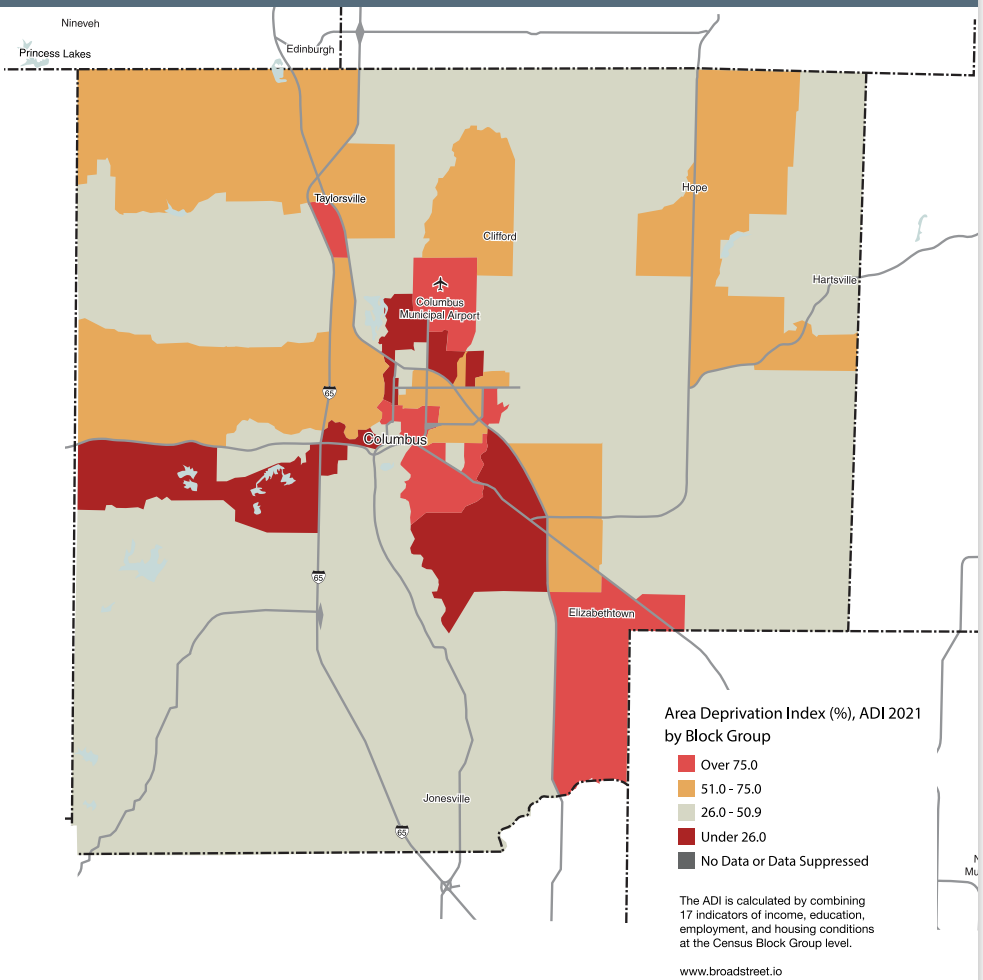 Nineveh
Princess Lakes
Edinburgh
Taylorsville
Hope
Clifford
Hartsville
Columbus
Municipal Airport
65
Columbus
65
Elizabethtown
Jonesville
65
Area Deprivation Index (%), ADI 2021
by Block Group
Over 75.0
51.0 - 75.0
26.0 - 50.9
Under 26.0
No Data or Data Suppressed
The ADI is calculated by combining
17 indicators of income, education,
employment, and housing conditions
at the Census Block Group level.
www.broadstreet.io